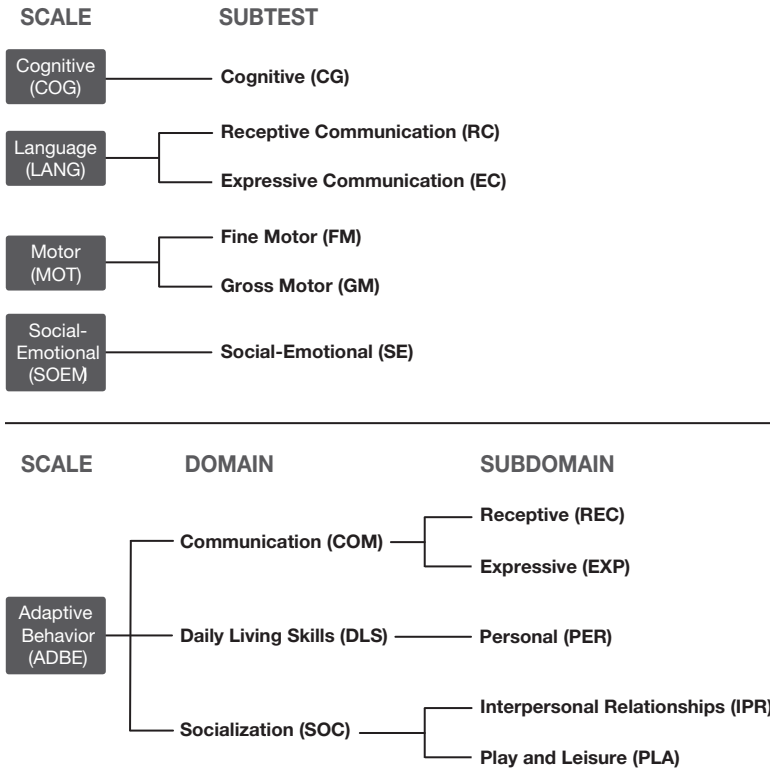 SCALE SUBTEST
Cognitive
(COG)
Cognitive (CG)
Language
(LANG)
Receptive Communication (RC)
Expressive Communication (EC)
Motor
(MOT)
Fine Motor (FM)
Gross Motor (GM)
Social-
Emotional
(SOEM)
Social-Emotional (SE)
SCALE DOMAIN SUBDOMAIN
Adaptive
Behavior
(ADBE)
Communication (COM)
Receptive (REC)
Expressive (EXP)
Daily Living Skills (DLS)
Personal (PER)
Socialization (SOC)
Interpersonal Relationships (IPR)
Play and Leisure (PLA)